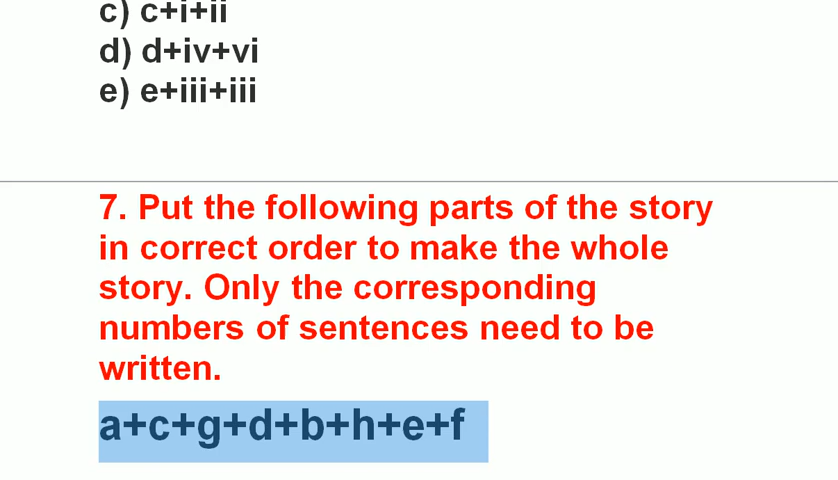 c) c+i+ii
d) d+iv+vi
e) e+iii+iii
7. Put the following parts of the story
in correct order to make the whole
story. Only the corresponding
numbers of sentences need to be
written.
a+c+g+d+b+h+e+f